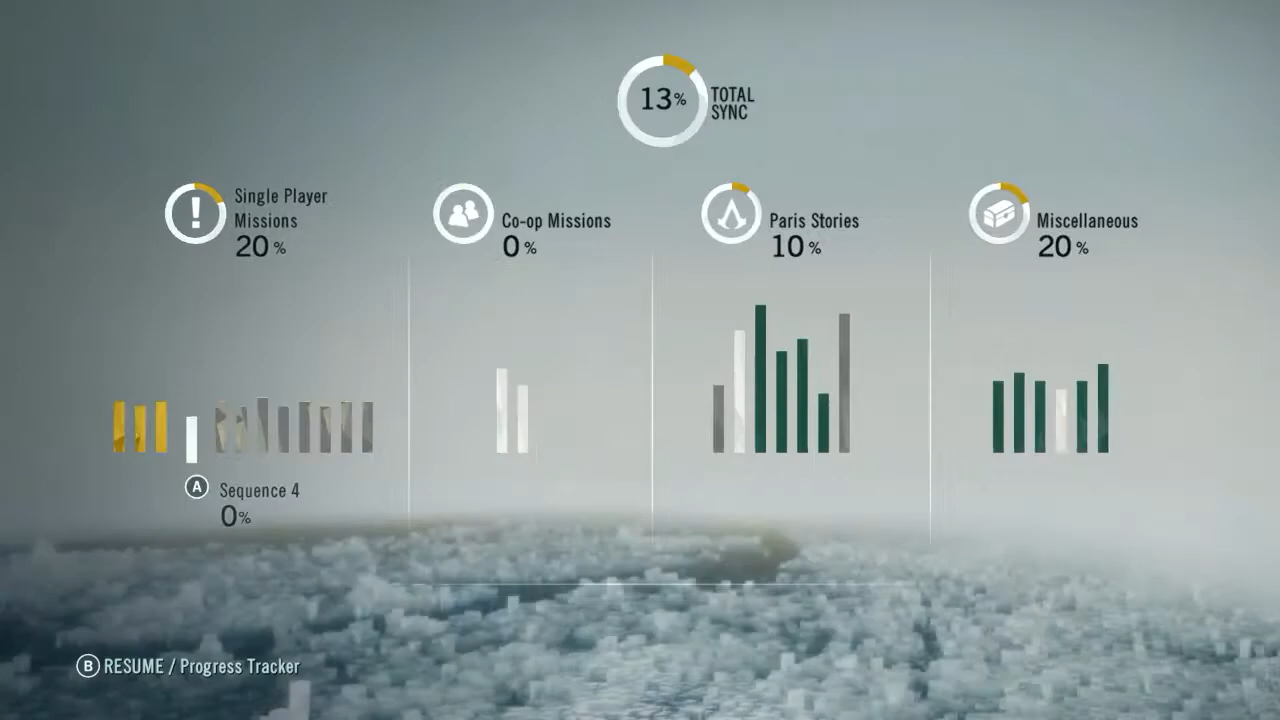 13%
TOTAL
SYNC
Single Player
Missions
20 %
Co-op Missions
0 %
Paris Stories
10 %
Miscellaneous
20 %
A Sequence 4
0%
B RESUME / Progress Tracker